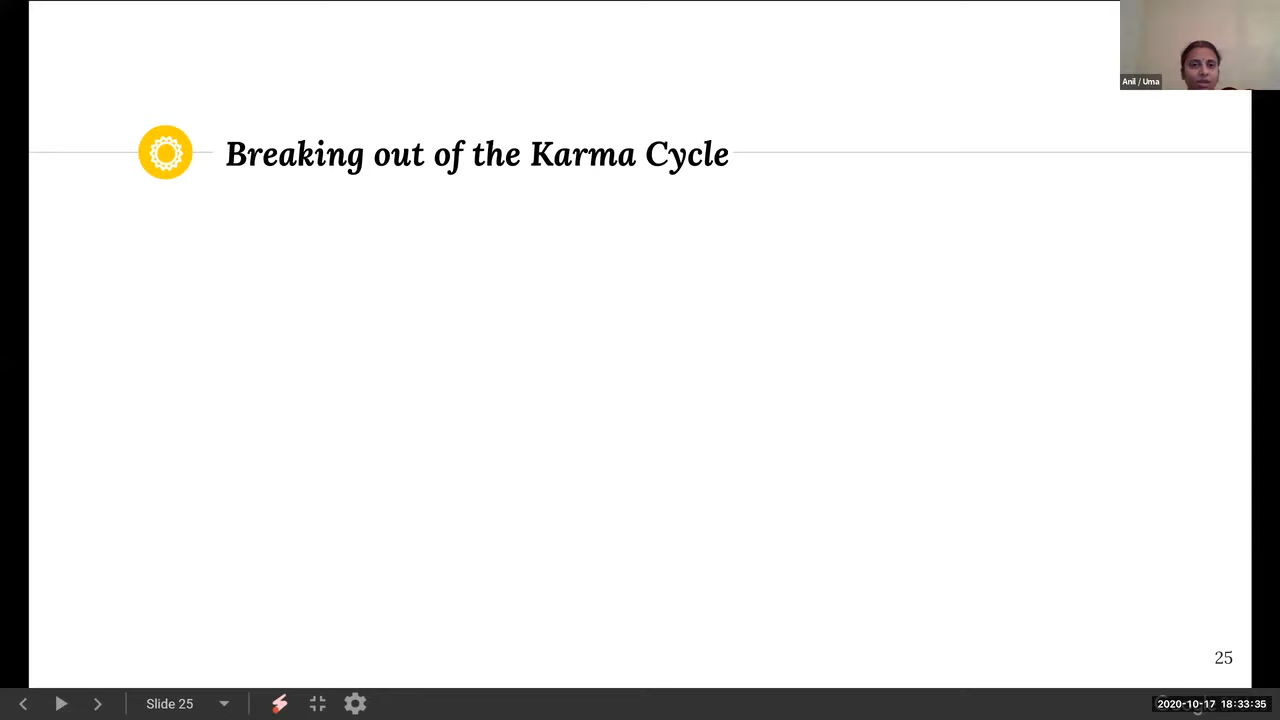 Anil / Uma
Breaking out of the Karma Cycle
25
Slide 25
2020-10-17 18:33:35